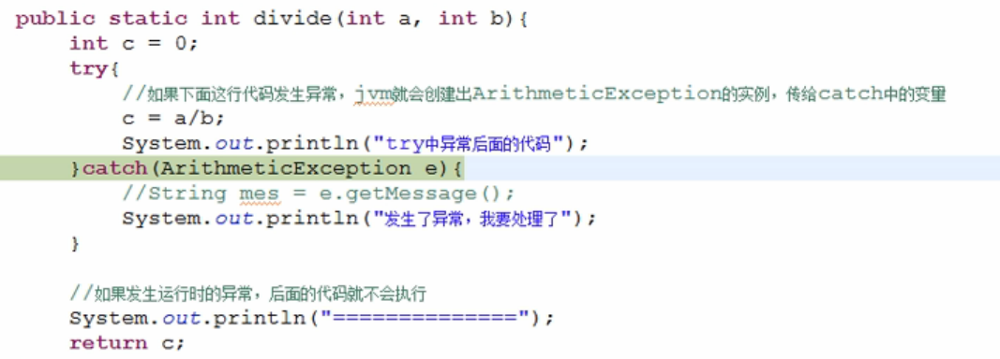 public static int divide(int a, int b){
int c = 0;
try{
//如果下面这行代码发生异常，jvm就会创建出ArithmeticException的实例，传给catch中的变量
c = a/b;
System.out.println("try中异常后面的代码");
}catch(ArithmeticException e){
//String mes = e.getMessage();
System.out.println("发生了异常，我要处理了");
}
//如果发生运行时的异常，后面的代码就不会执行
System.out.println("==============");
return c;